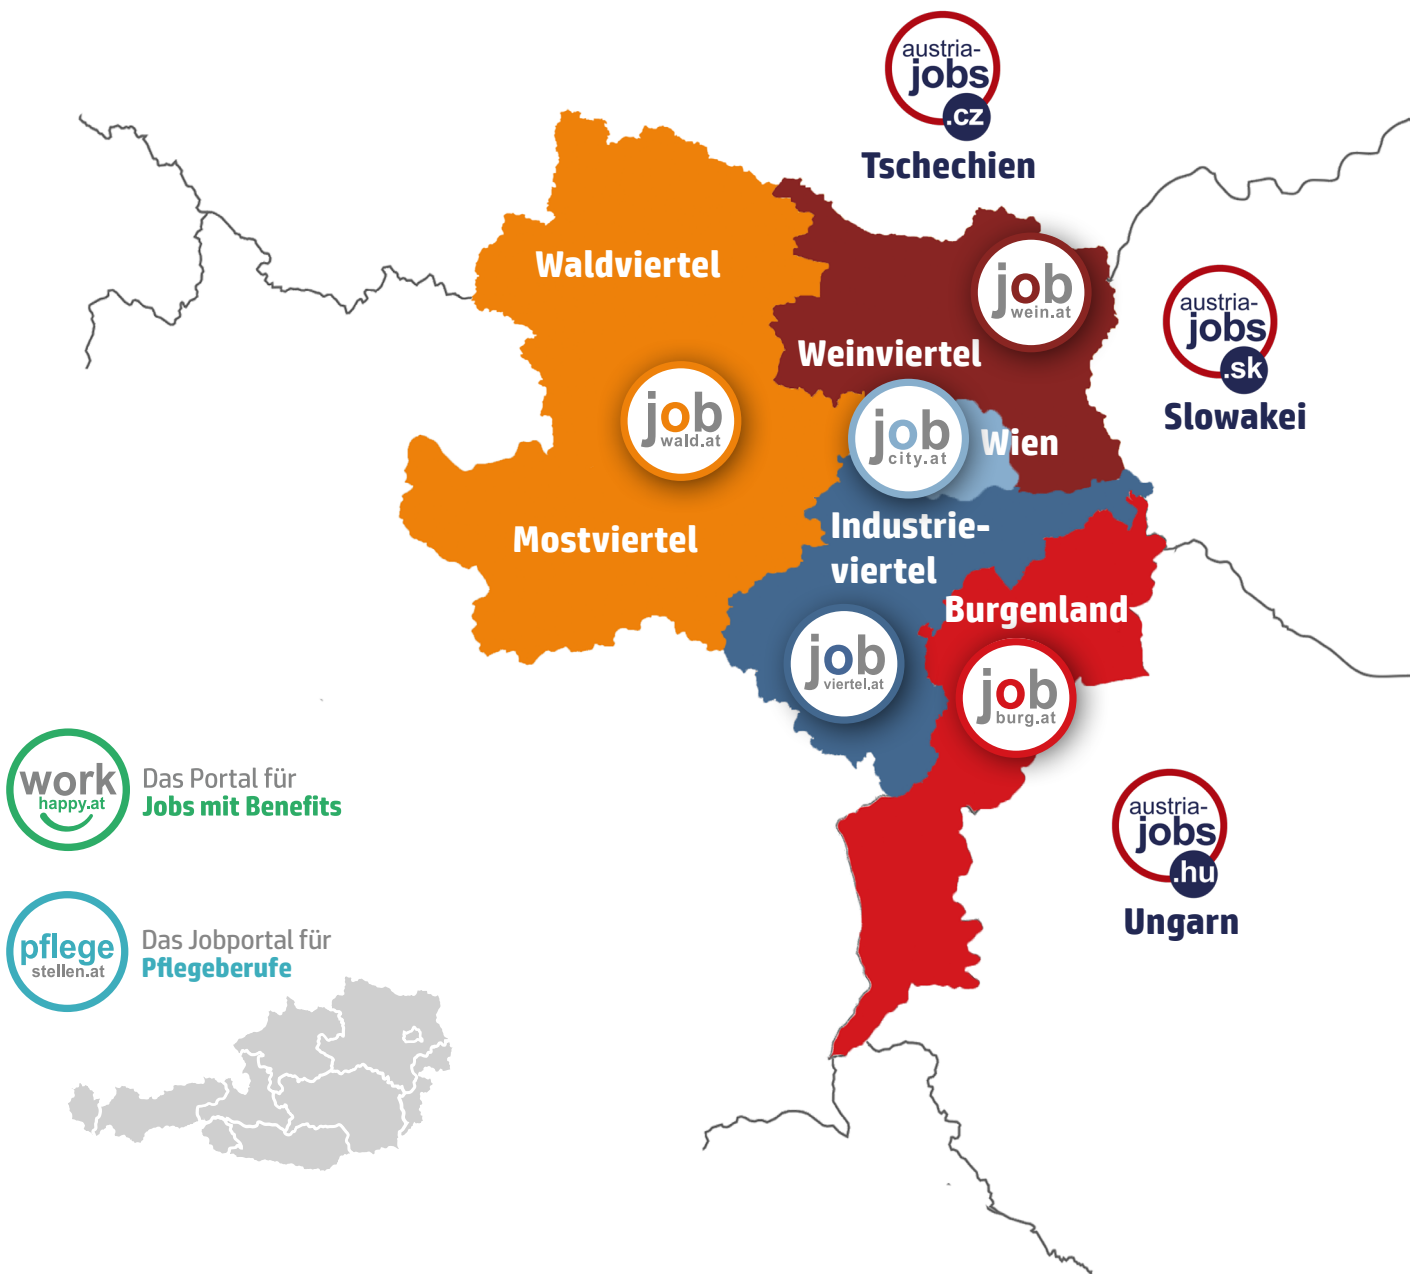 austria-
jobs
.cz
Tschechien
Waldviertel
job
wein.at
austria-
jobs
.sk
Slowakei
Weinviertel
job
wald.at
job
city.at
Wien
Mostviertel
Industrie-
viertel
Burgenland
job
viertel.at
job
burg.at
work
happy.at
Das Portal für
Jobs mit Benefits
austria-
jobs
.hu
Ungarn
pflege
stellen.at
Das Jobportal für
Pflegeberufe